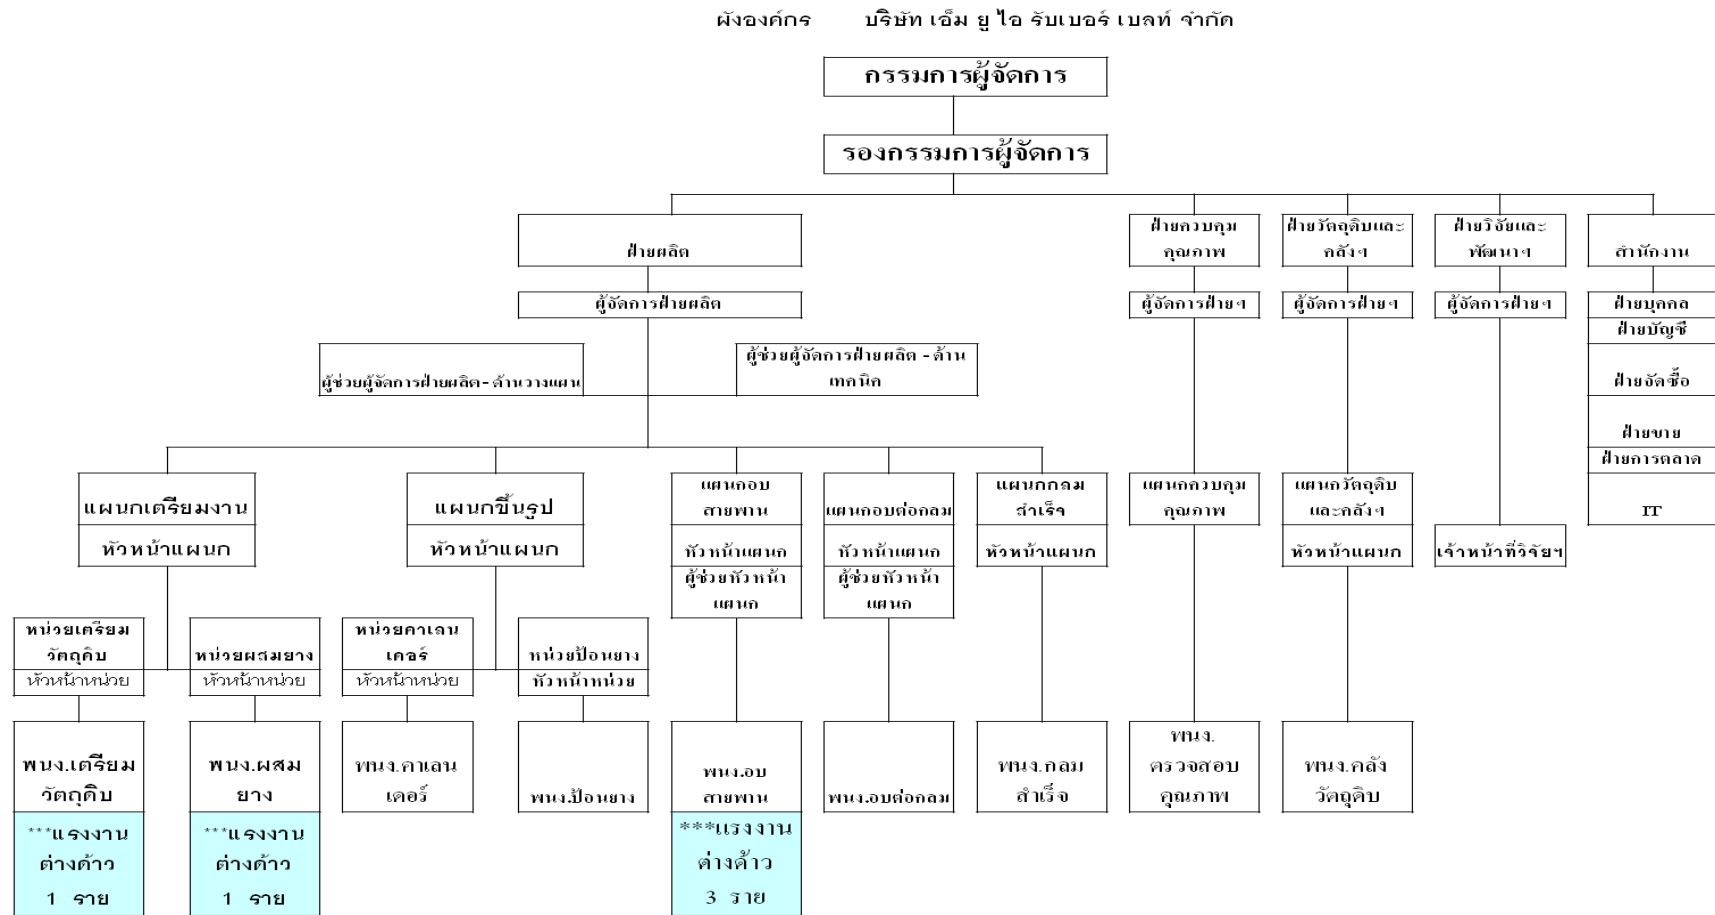 ผังองค์กร บริษัท เอ็ม ยู ไอ รับเบอร์ เบลท์ จำกัด
กรรมการผู้จัดการ
รองกรรมการผู้จัดการ
ฝ่ายผลิต
ฝ่ายควบคุม
คุณภาพ
ฝ่ายวัตถุดิบและ
คลังฯ
ฝ่ายวิจัยและ
พัฒนาฯ
สำนักงาน
ผู้จัดการฝ่ายผลิต
ผู้จัดการฝ่ายฯ
ผู้จัดการฝ่ายฯ
ผู้จัดการฝ่ายฯ
ฝ่ายบุคคล
ฝ่ายบัญชี
ฝ่ายจัดซื้อ
ฝ่ายขาย
ฝ่ายการตลาด
IT
ผู้ช่วยผู้จัดการฝ่ายผลิต-ด้านวางแผน
ผู้ช่วยผู้จัดการฝ่ายผลิต -ด้าน
เทคนิค
แผนกเตรียมงาน
หัวหน้าแผนก
แผนกขึ้นรูป
หัวหน้าแผนก
แผนกอบ
สายพาน
หัวหน้าแผนก
ผู้ช่วยหัวหน้า
แผนก
แผนกอบต่อกลม
หัวหน้าแผนก
ผู้ช่วยหัวหน้า
แผนก
แผนกกลม
สำเร็จ
หัวหน้าแผนก
แผนกควบคุม
คุณภาพ
แผนกวัตถุดิบ
และคลังฯ
หัวหน้าแผนก
เจ้าหน้าที่วิจัยฯ
หน่วยเตรียม
วัตถุดิบ
หัวหน้าหน่วย
หน่วยผสมยาง
หัวหน้าหน่วย
หน่วยคาเลน
เดอร์
หัวหน้าหน่วย
หน่วยป้อนยาง
หัวหน้าหน่วย
พนง.เตรียม
วัตถุดิบ
พนง.ผสม
ยาง
พนง.คาเลน
เดอร์
พนง.ป้อนยาง
พนง.อบ
สายพาน
พนง.อบต่อกลม
พนง.กลม
สำเร็จ
พนง.
ตรวจสอบ
คุณภาพ
พนง.คลัง
วัตถุดิบ
***แรงงาน
ต่างด้าว
1 ราย
***แรงงาน
ต่างด้าว
1 ราย
***แรงงาน
ต่างด้าว
3 ราย